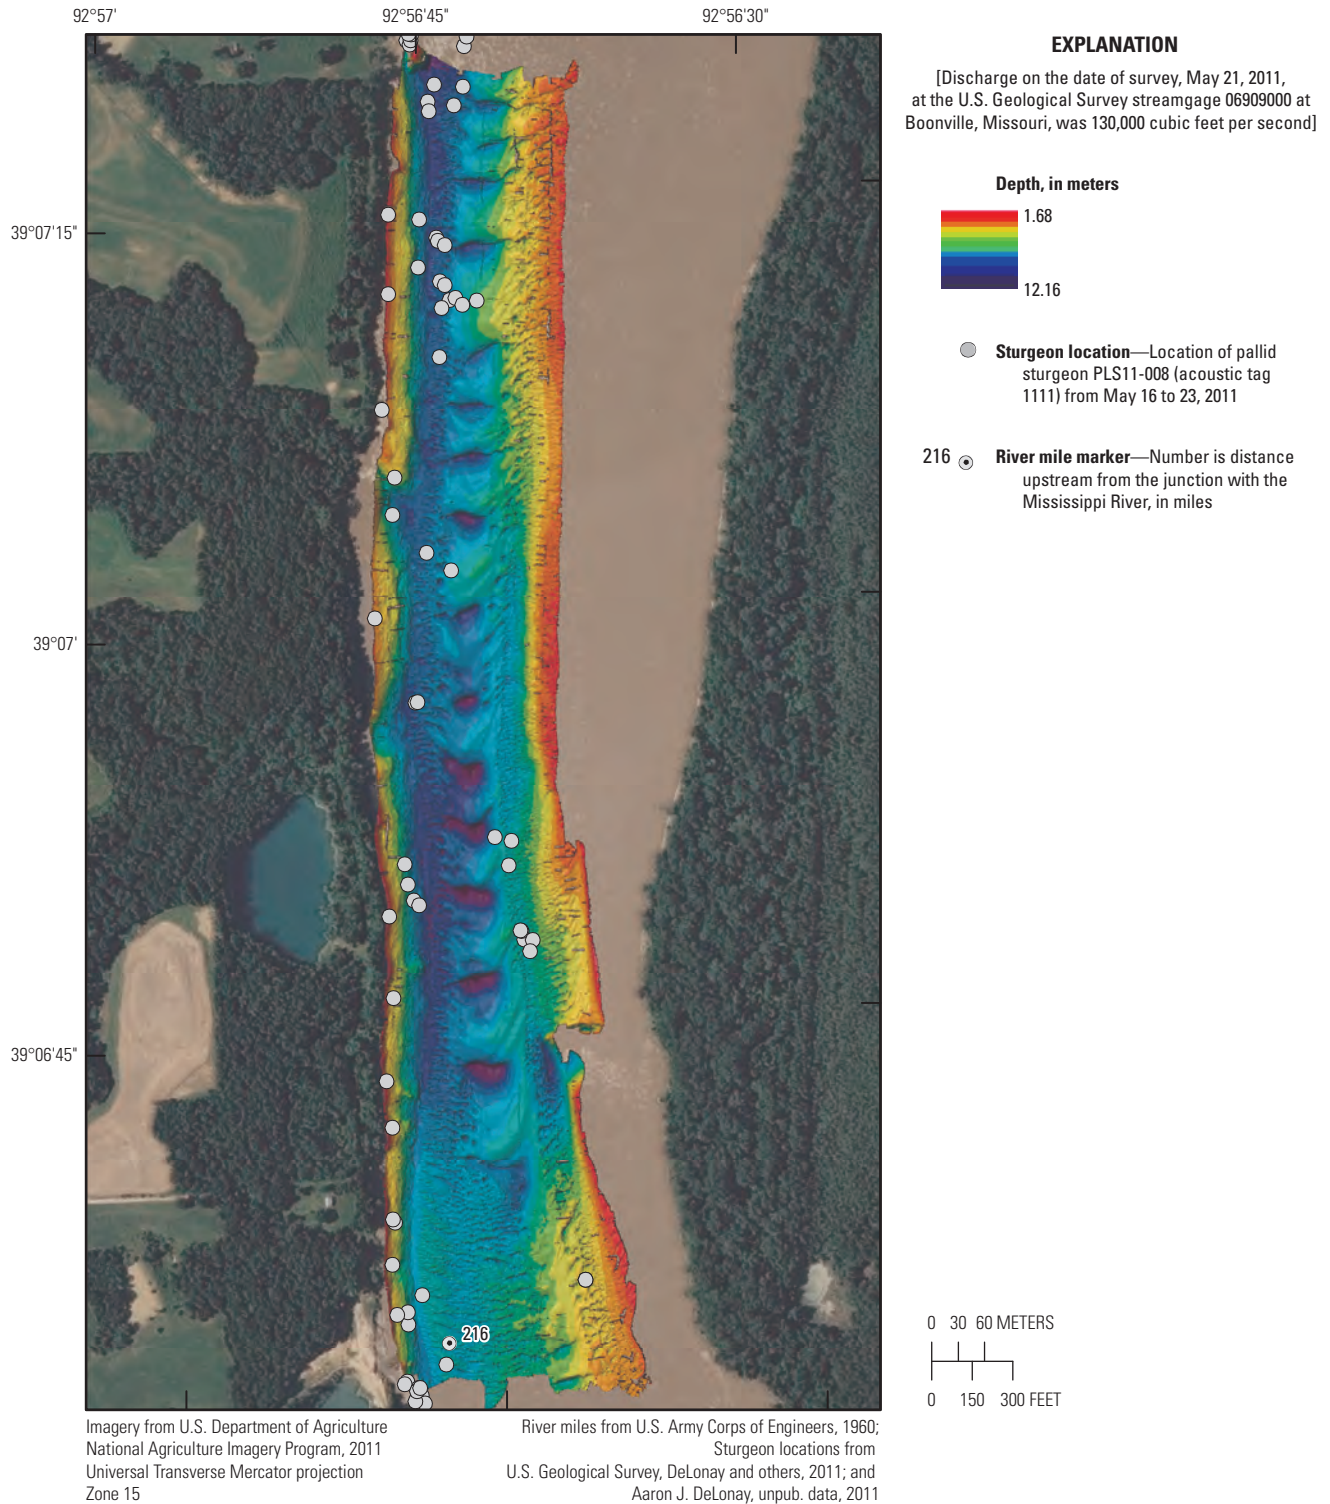 92°57'
92°56'45"
92°56'30"
39°07'15"
39°07'
39°06'45"
216
EXPLANATION
[Discharge on the date of survey, May 21, 2011,
at the U.S. Geological Survey streamgage 06909000 at
Boonville, Missouri, was 130,000 cubic feet per second]
Depth, in meters
1.68
12.16
Sturgeon location—Location of pallid
sturgeon PLS11-008 (acoustic tag
1111) from May 16 to 23, 2011
216
River mile marker—Number is distance
upstream from the junction with the
Mississippi River, in miles
0 30 60 METERS
0 150 300 FEET
Imagery from U.S. Department of Agriculture
National Agriculture Imagery Program, 2011
Universal Transverse Mercator projection
Zone 15
River miles from U.S. Army Corps of Engineers, 1960;
Sturgeon locations from
U.S. Geological Survey, DeLonay and others, 2011; and
Aaron J. DeLonay, unpub. data, 2011